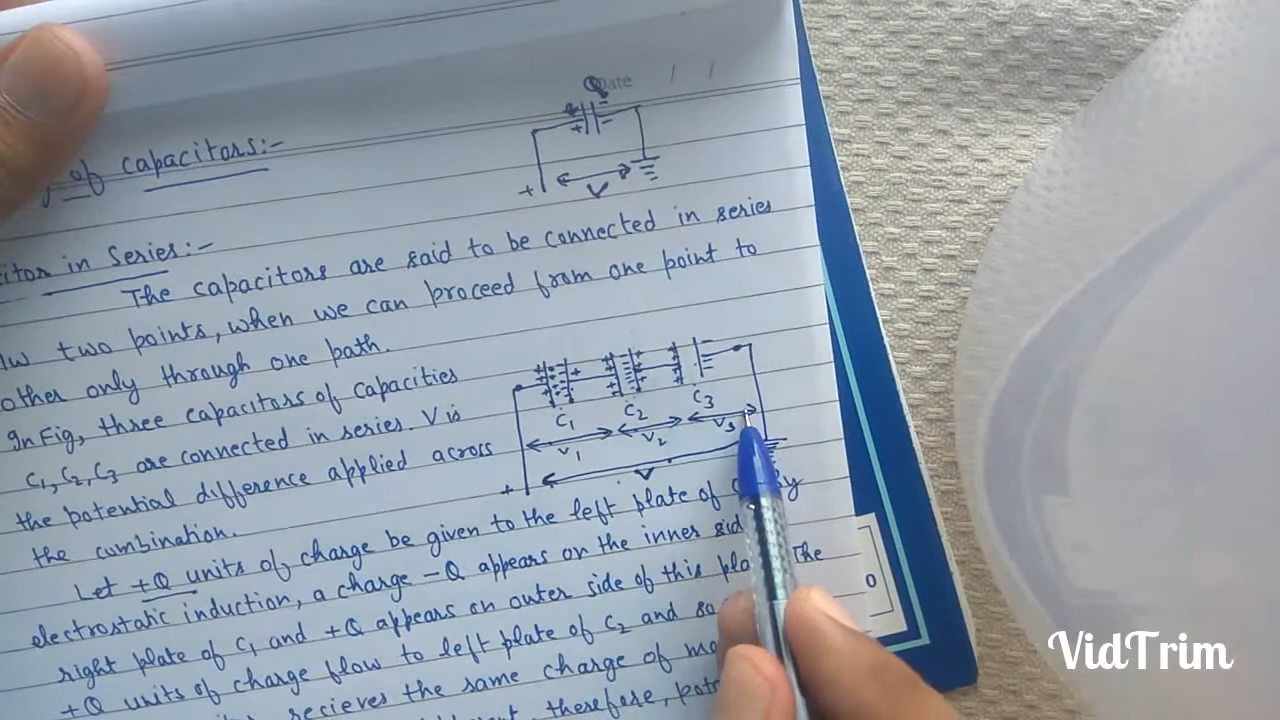 Date / /
of Capacitors:-
+ + - Q V
in Series:-
The capacitors are said to be connected in series
b/w two points, when we can proceed from one point to
other only through one path.
In Fig, three capacitors of capacities
C1, C2, C3 are connected in series. V is
the potential difference applied across
the combination.
C1 C2 C3
V1 V2 V3
V
+
Let +Q units of charge be given to the left plate of By
electrostatic induction, a charge -Q appears on the inner
right plate of C1 and +Q appears on outer side of this The
+Q units of charge flow to left plate of C2 and so
recieves the same charge of
therefore,
0
VidTrim